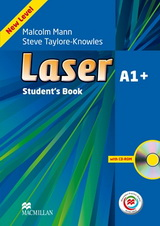 New Level
Malcolm Mann
Steve Taylore-Knowles
Laser
A1+
Student's Book
with CD-ROM
MACMILLAN